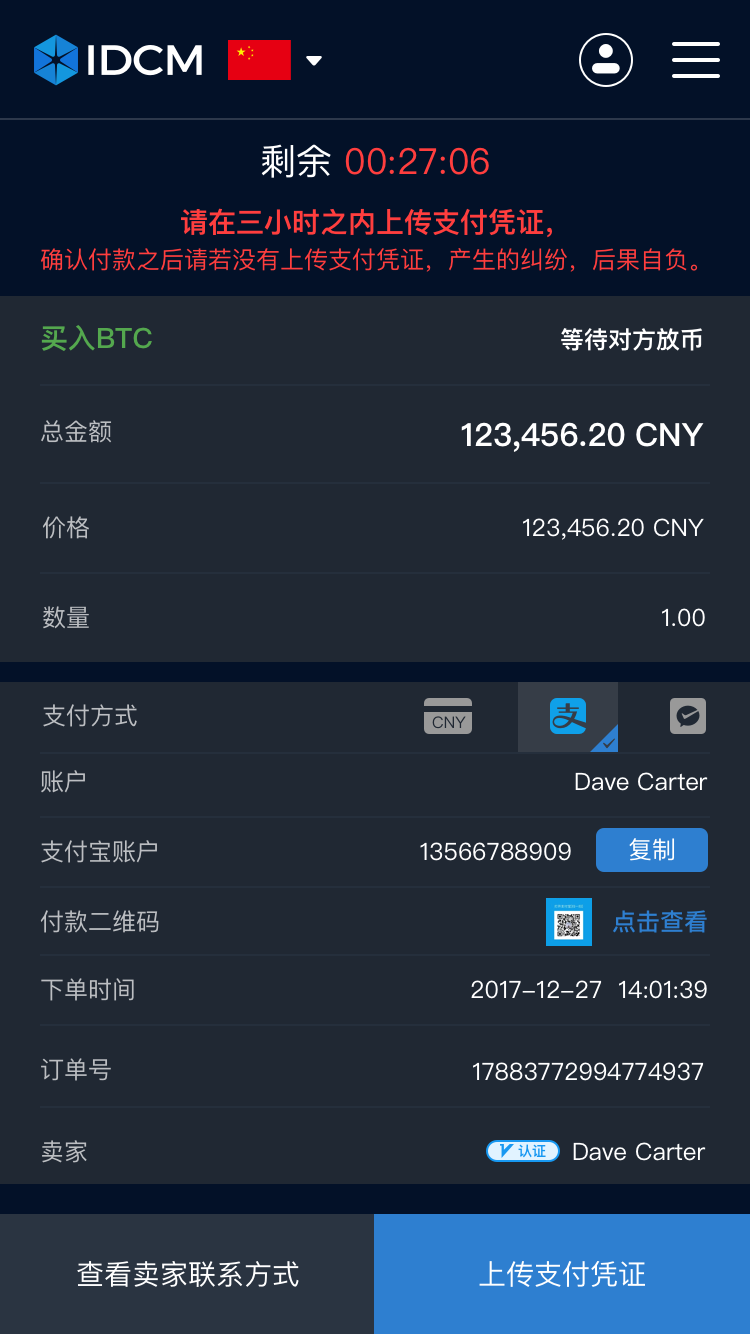 IDCM
剩余 00:27:06
请在三小时之内上传支付凭证,
确认付款之后请若没有上传支付凭证，产生的纠纷，后果自负。
买入BTC 等待对方放币
总金额 123,456.20 CNY
价格 123,456.20 CNY
数量 1.00
支付方式 CNY 支
账户 Dave Carter
支付宝账户 13566788909 复制
付款二维码 点击查看
下单时间 2017-12-27 14:01:39
订单号 17883772994774937
卖家 V 认证 Dave Carter
查看卖家联系方式 上传支付凭证